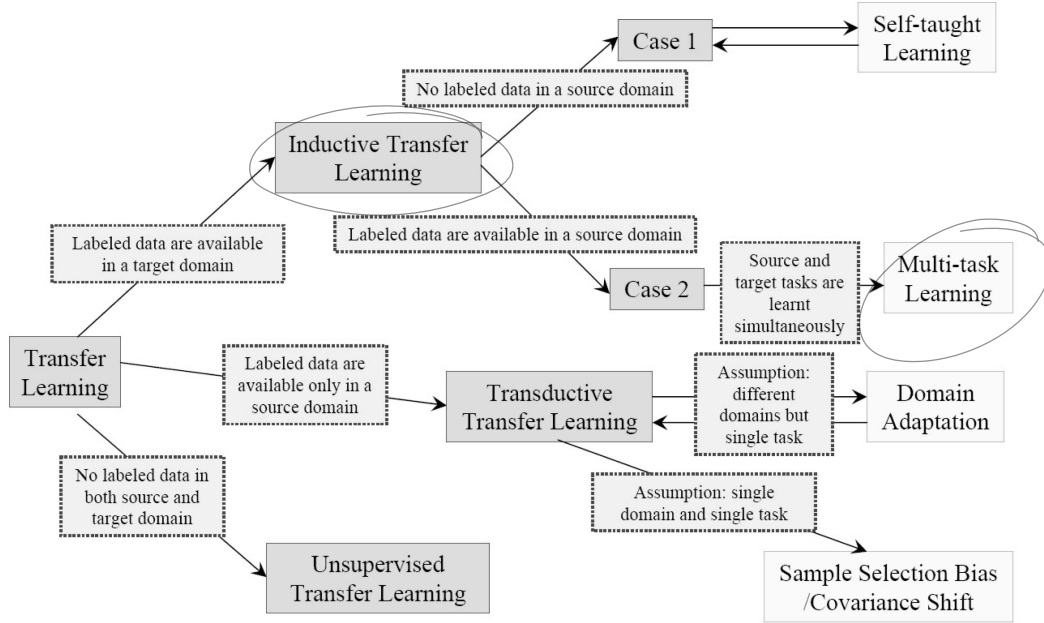 Case 1
Self-taught
Learning
No labeled data in a source domain
Inductive Transfer
Learning
Labeled data are available
in a target domain
Labeled data are available in a source domain
Case 2
Source and
target tasks are
learnt
simultaneously
Multi-task
Learning
Transfer
Learning
Labeled data are
available only in a
source domain
Transductive
Transfer Learning
Assumption:
different
domains but
single task
Domain
Adaptation
No labeled data in
both source and
target domain
Assumption: single
domain and single task
Unsupervised
Transfer Learning
Sample Selection Bias
/Covariance Shift